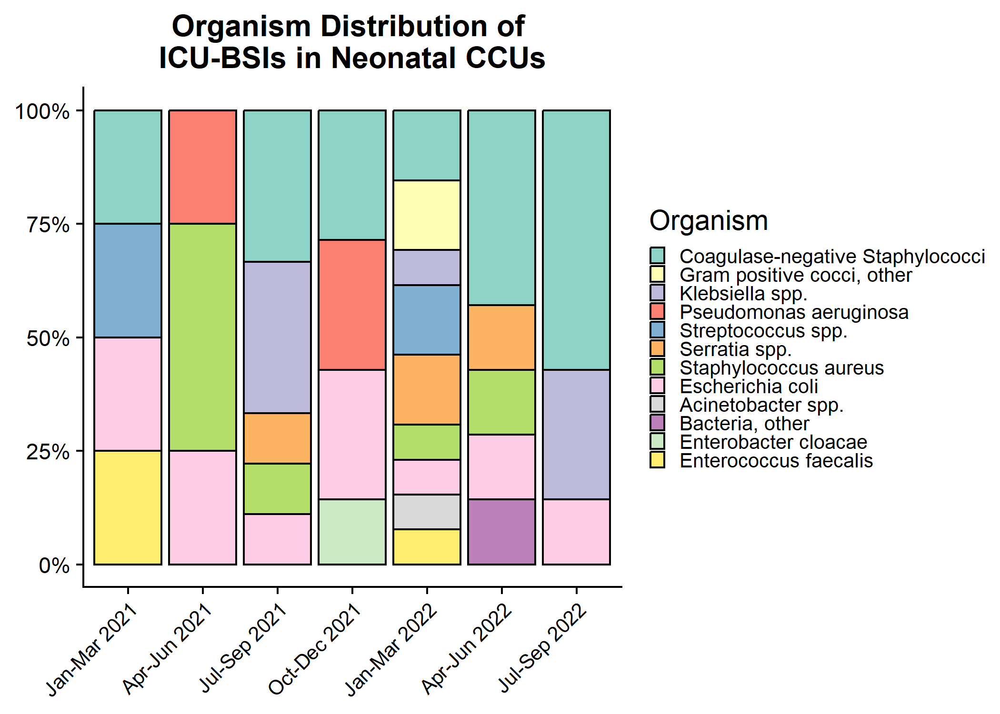 Organism Distribution of
ICU-BSIs in Neonatal CCUs
100%
75%
50%
25%
0%
Jan-Mar 2021
Apr-Jun 2021
Jul-Sep 2021
Oct-Dec 2021
Jan-Mar 2022
Apr-Jun 2022
Jul-Sep 2022
Organism
Coagulase-negative Staphylococci
Gram positive cocci, other
Klebsiella spp.
Pseudomonas aeruginosa
Streptococcus spp.
Serratia spp.
Staphylococcus aureus
Escherichia coli
Acinetobacter spp.
Bacteria, other
Enterobacter cloacae
Enterococcus faecalis